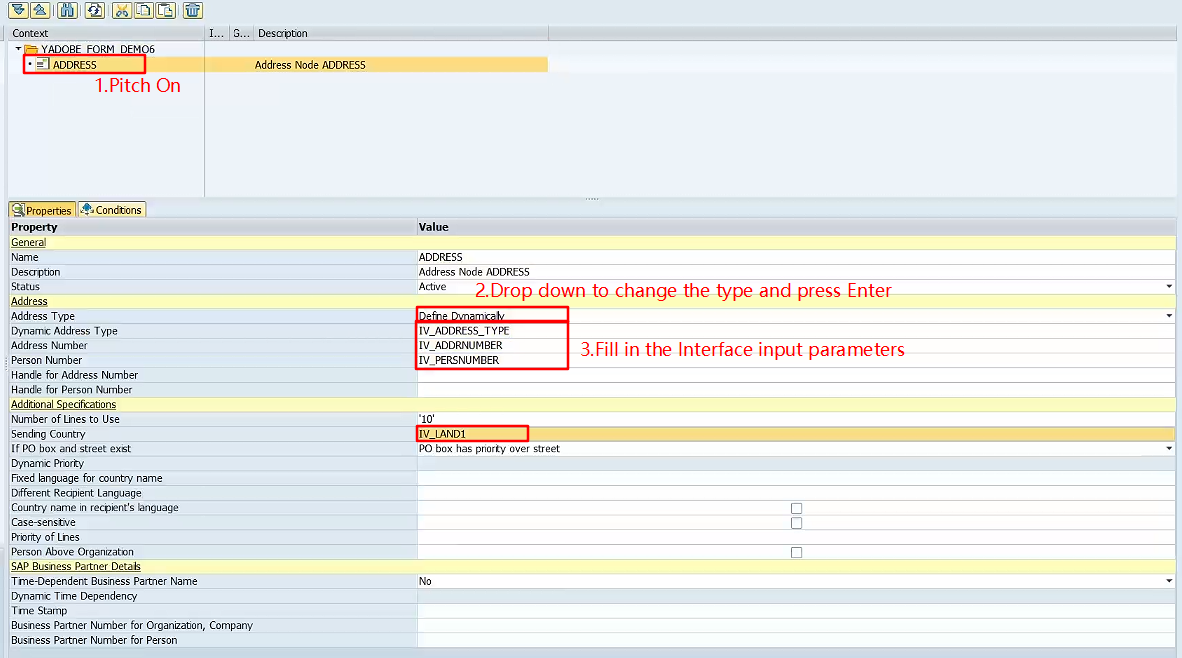 Context I... G... Description
YADOBE_FORM_DEMO6
ADDRESS Address Node ADDRESS
1.Pitch On
Properties Conditions
Property Value
General
Name ADDRESS
Description Address Node ADDRESS
Status Active
2.Drop down to change the type and press Enter
Address
Address Type Define Dynamically
Dynamic Address Type IV_ADDRESS_TYPE
Address Number IV_ADDRNUMBER
3.Fill in the Interface input parameters
Person Number IV_PERSNUMBER
Handle for Address Number
Handle for Person Number
Additional Specifications
Number of Lines to Use '10'
Sending Country IV_LAND1
If PO box and street exist PO box has priority over street
Dynamic Priority
Fixed language for country name
Different Recipient Language
Country name in recipient's language
Case-sensitive
Priority of Lines
Person Above Organization
SAP Business Partner Details
Time-Dependent Business Partner Name No
Dynamic Time Dependency
Time Stamp
Business Partner Number for Organization, Company
Business Partner Number for Person